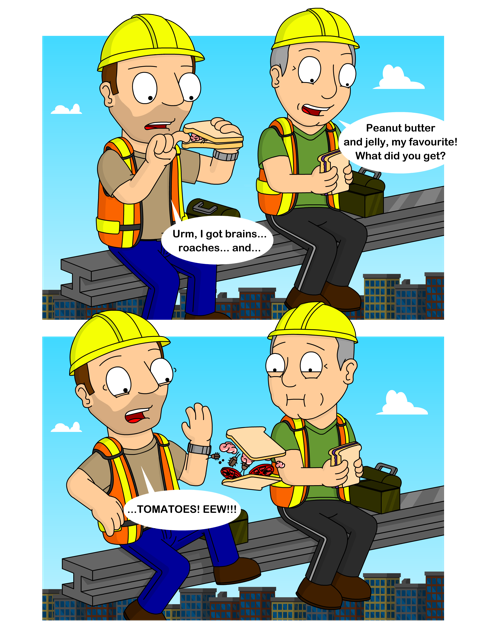 Peanut butter
and jelly, my favourite!
What did you get?
Urm, I got brains...
roaches... and...
...TOMATOES! EEW!!!